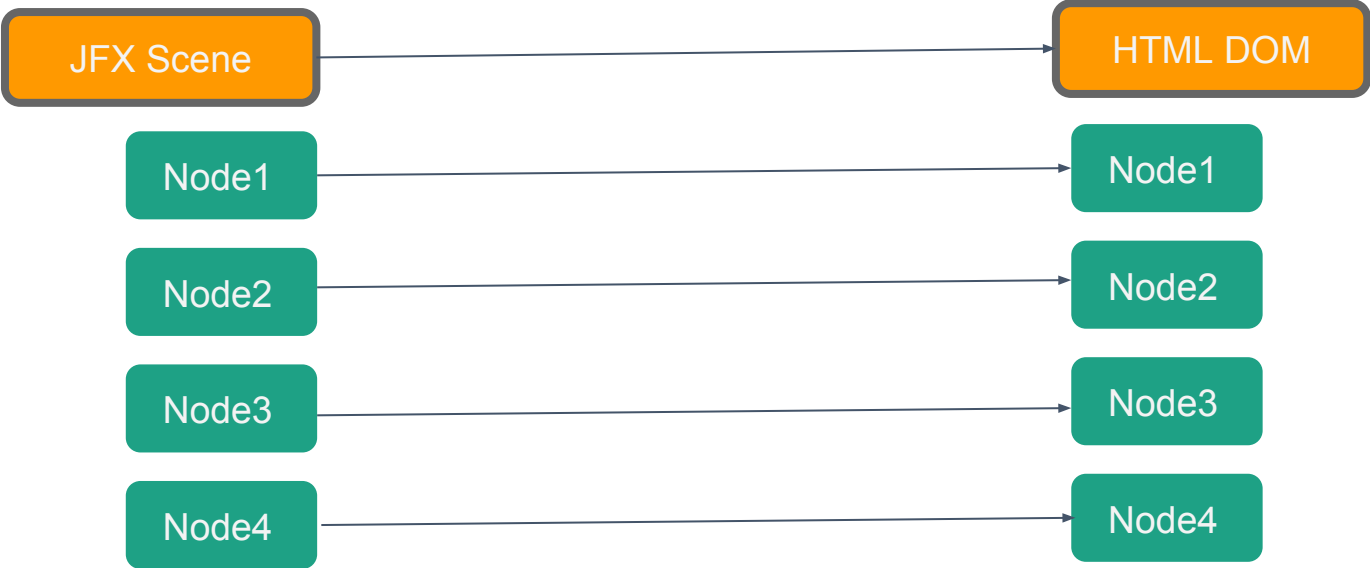 JFX Scene
HTML DOM
Node1
Node1
Node2
Node2
Node3
Node3
Node4
Node4